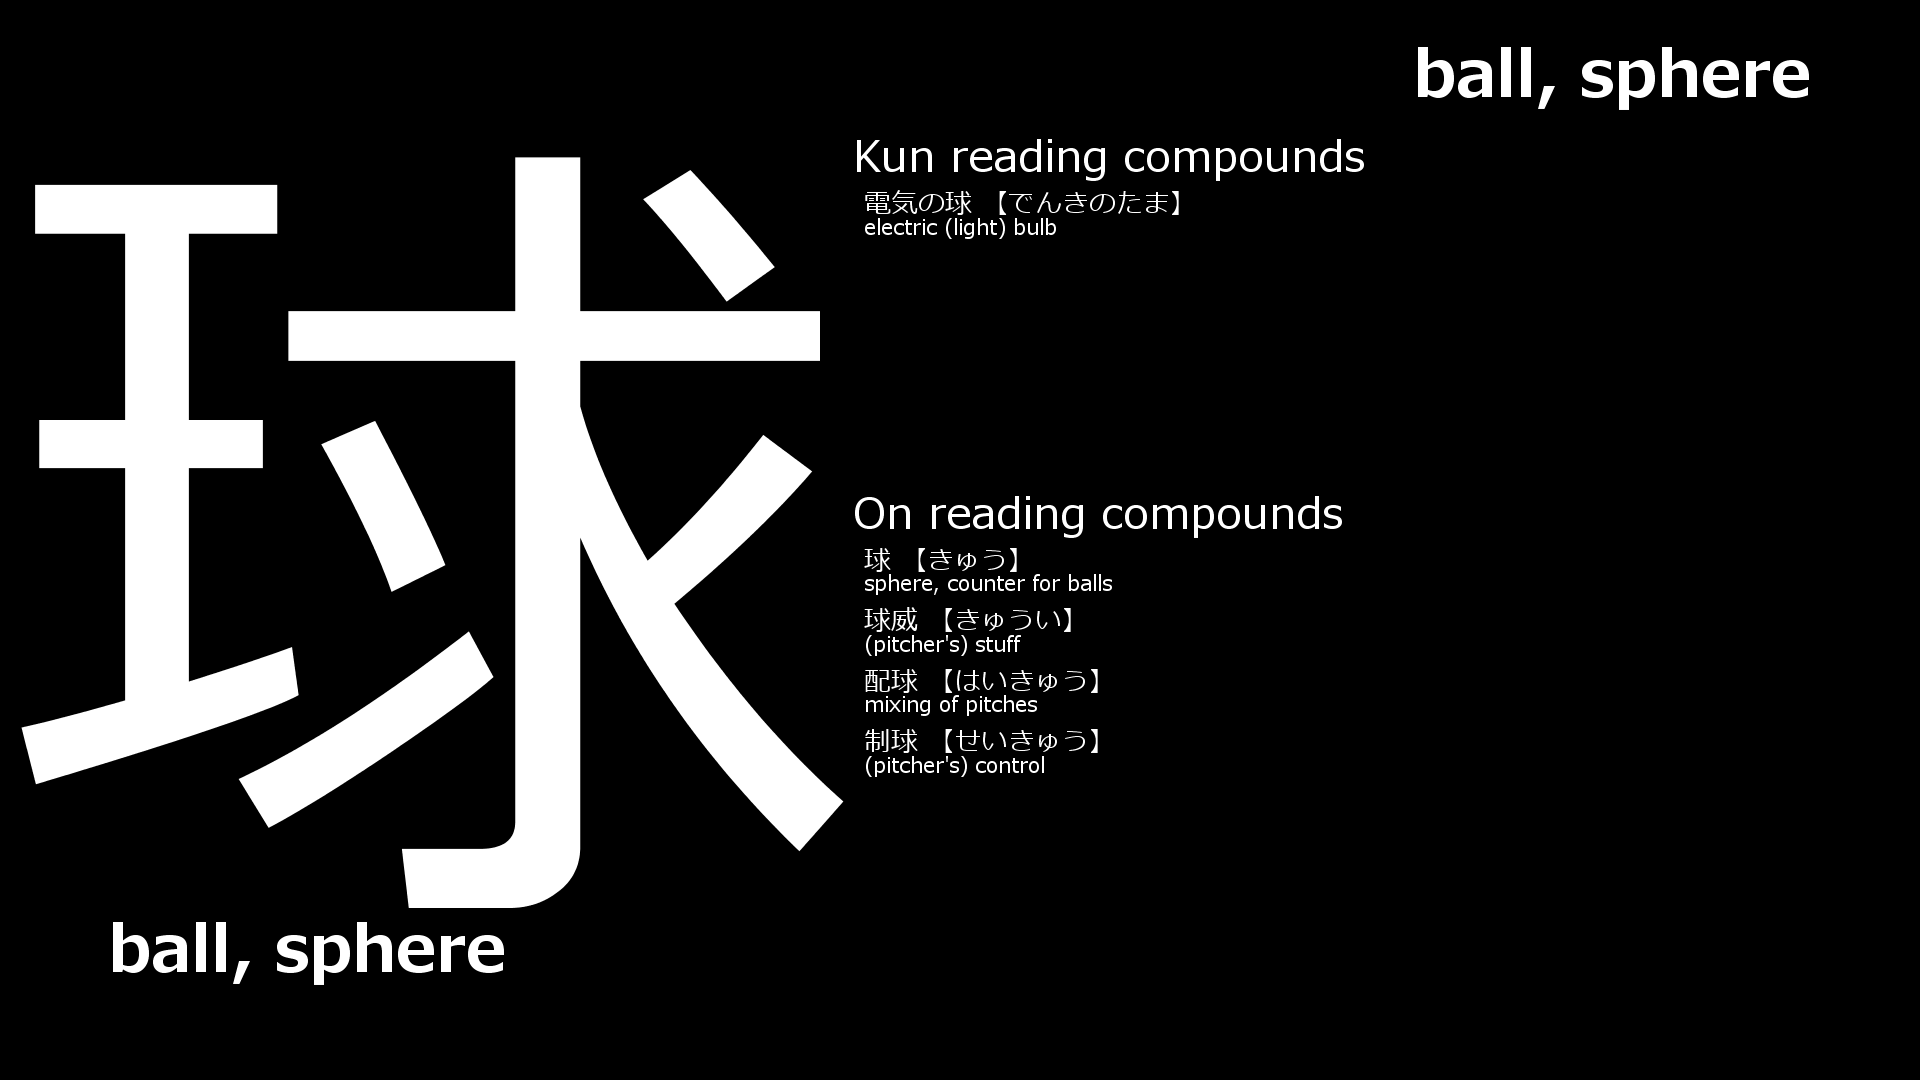 ball, sphere
球
Kun reading compounds
電気の球 【でんきのたま】
electric (light) bulb
On reading compounds
球 【きゅう】
sphere, counter for balls
球威 【きゅうい】
(pitcher's) stuff
配球 【はいきゅう】
mixing of pitches
制球 【せいきゅう】
(pitcher's) control
ball, sphere